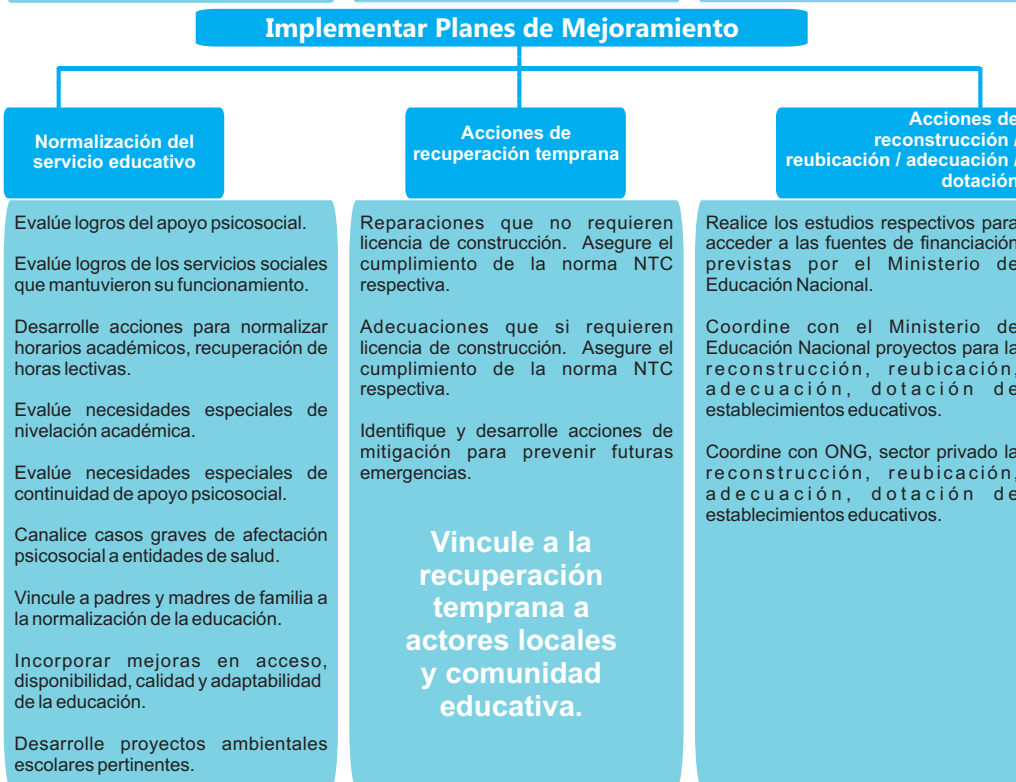 Implementar Planes de Mejoramiento
Normalización del
servicio educativo
Evalúe logros del apoyo psicosocial.
Evalúe logros de los servicios sociales
que mantuvieron su funcionamiento.
Desarrolle acciones para normalizar
horarios académicos, recuperación de
horas lectivas.
Evalúe necesidades especiales de
nivelación académica.
Evalúe necesidades especiales de
continuidad de apoyo psicosocial.
Canalice casos graves de afectación
psicosocial a entidades de salud.
Vincule a padres y madres de familia a
la normalización de la educación.
Incorporar mejoras en acceso,
disponibilidad, calidad y adaptabilidad
de la educación.
Desarrolle proyectos ambientales
escolares pertinentes.
Acciones de
recuperación temprana
Reparaciones que no requieren
licencia de construcción. Asegure el
cumplimiento de la norma NTC
respectiva.
Adecuaciones que si requieren
licencia de construcción. Asegure el
cumplimiento de la norma NTC
respectiva.
Identifique y desarrolle acciones de
mitigación para prevenir futuras
emergencias.
Vincule a la
recuperación
temprana a
actores locales
y comunidad
educativa.
Acciones de
reconstrucción /
reubicación / adecuación /
dotación
Realice los estudios respectivos para
acceder a las fuentes de financiación
previstas por el Ministerio de
Educación Nacional.
Coordine con el Ministerio de
Educación Nacional proyectos para la
reconstrucción, reubicación,
adecuación, dotación de
establecimientos educativos.
Coordine con ONG, sector privado la
reconstrucción, reubicación,
adecuación, dotación de
establecimientos educativos.